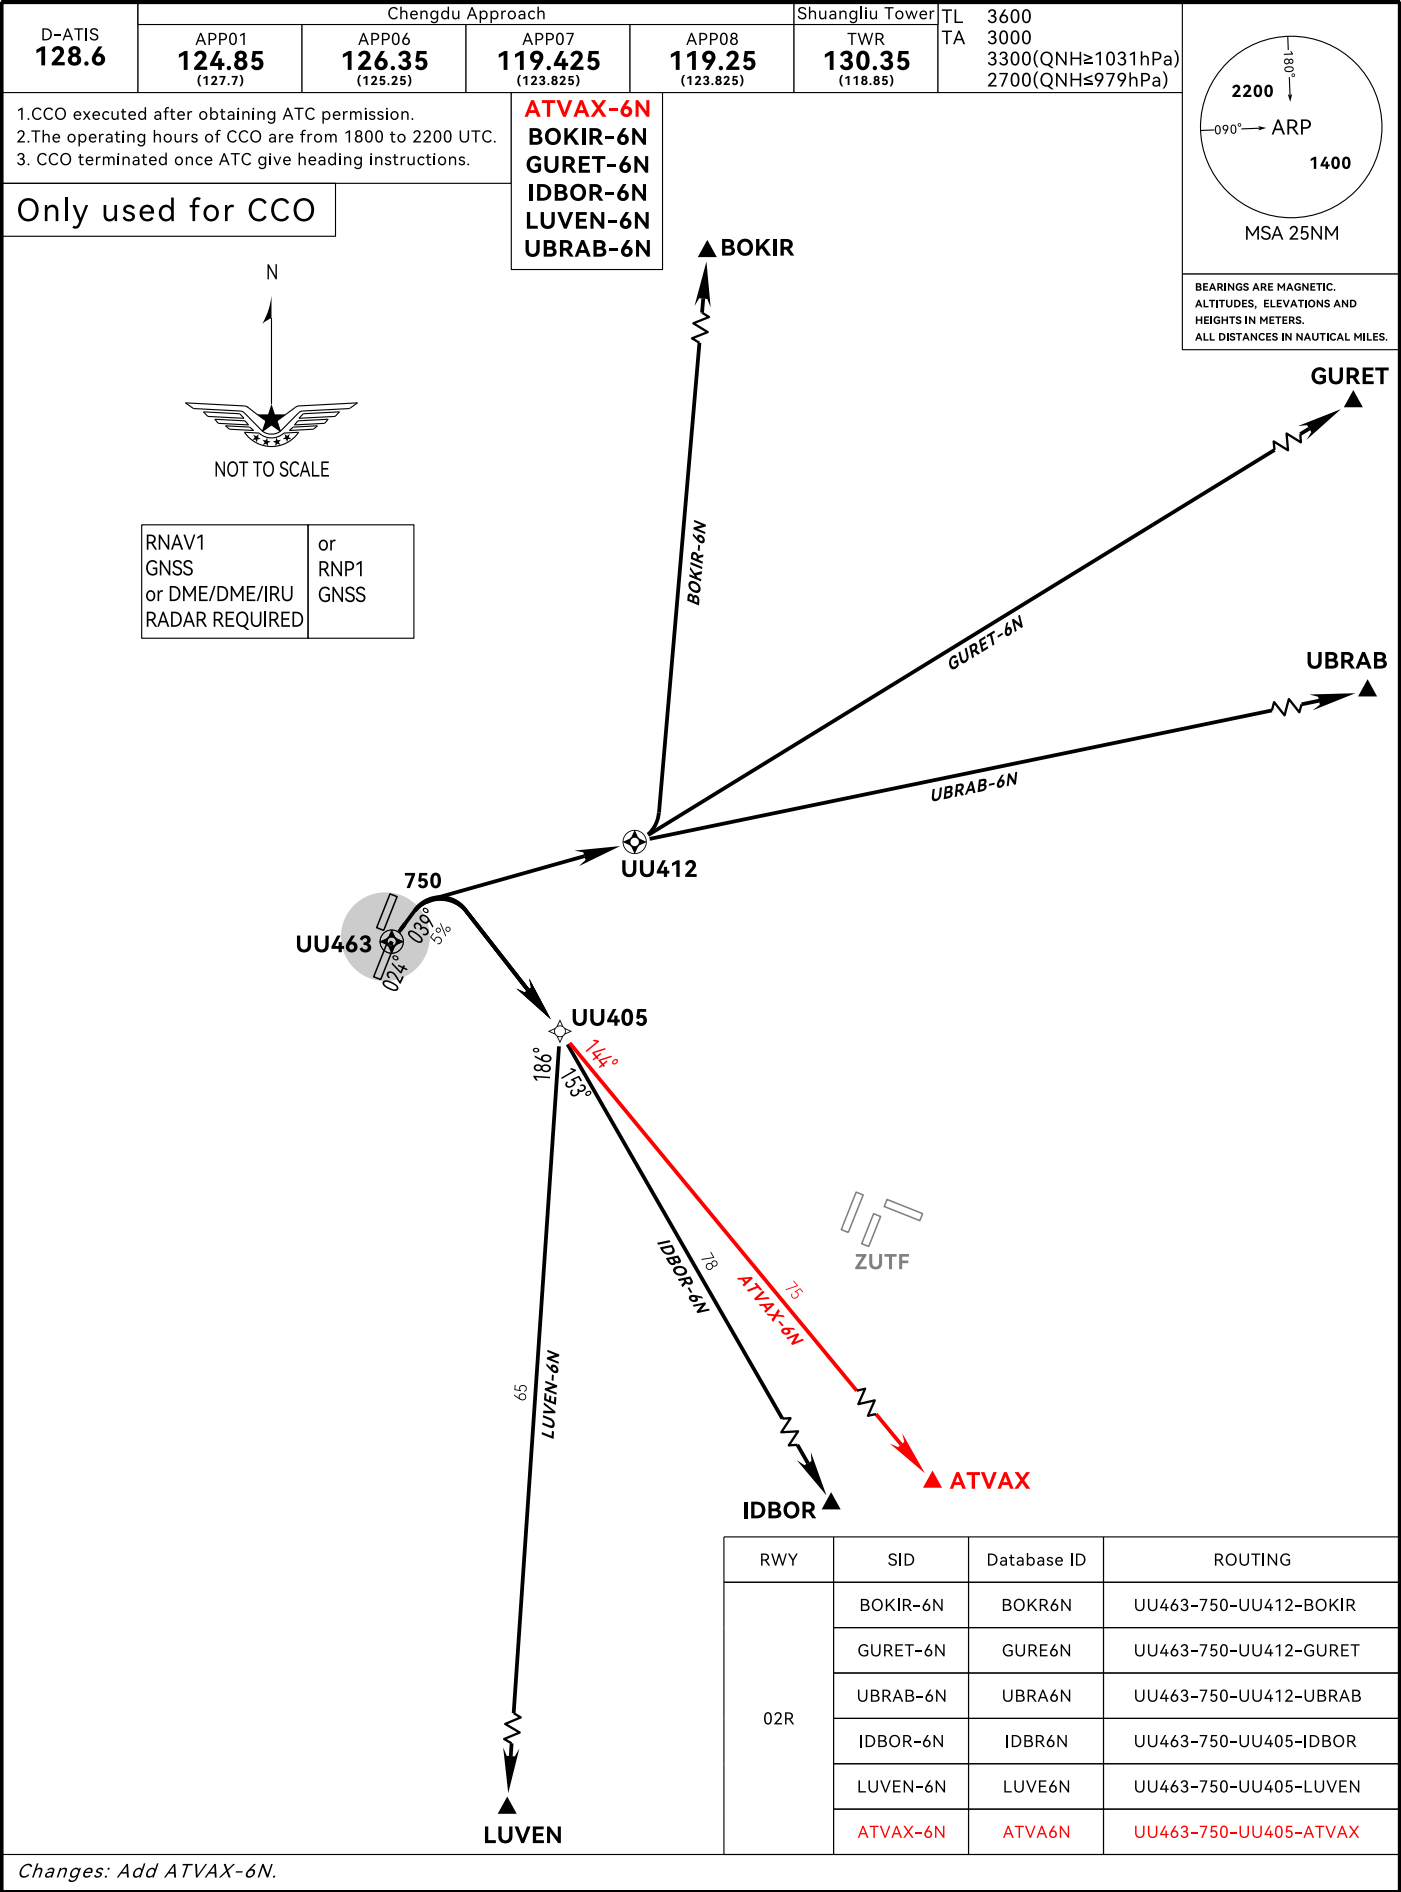 D-ATIS
128.6
Chengdu Approach
APP01
124.85
(127.7)
APP06
126.35
(125.25)
APP07
119.425
(123.825)
APP08
119.25
(123.825)
Shuangliu Tower
TWR
130.35
(118.85)
TL 3600
TA 3000
3300(QNH≥1031hPa)
2700(QNH≤979hPa)
180°
2200
090°
ARP
1400
MSA 25NM
BEARINGS ARE MAGNETIC.
ALTITUDES, ELEVATIONS AND
HEIGHTS IN METERS.
ALL DISTANCES IN NAUTICAL MILES.
1.CCO executed after obtaining ATC permission.
2.The operating hours of CCO are from 1800 to 2200 UTC.
3. CCO terminated once ATC give heading instructions.
Only used for CCO
ATVAX-6N
BOKIR-6N
GURET-6N
IDBOR-6N
LUVEN-6N
UBRAB-6N
N
NOT TO SCALE
RNAV1
GNSS
or DME/DME/IRU
RADAR REQUIRED
or
RNP1
GNSS
BOKIR
GURET
BOKIR-6N
GURET-6N
UBRAB
UBRAB-6N
UU412
750
039°
5%
UU463
024°
UU405
186°
153°
144°
ZUTF
IDBOR-6N
78
ATVAX-6N
75
65
LUVEN-6N
ATVAX
IDBOR
LUVEN
RWY SID Database ID ROUTING
02R
BOKIR-6N BOKR6N UU463-750-UU412-BOKIR
GURET-6N GURE6N UU463-750-UU412-GURET
UBRAB-6N UBRA6N UU463-750-UU412-UBRAB
IDBOR-6N IDBR6N UU463-750-UU405-IDBOR
LUVEN-6N LUVE6N UU463-750-UU405-LUVEN
ATVAX-6N ATVA6N UU463-750-UU405-ATVAX
Changes: Add ATVAX-6N.